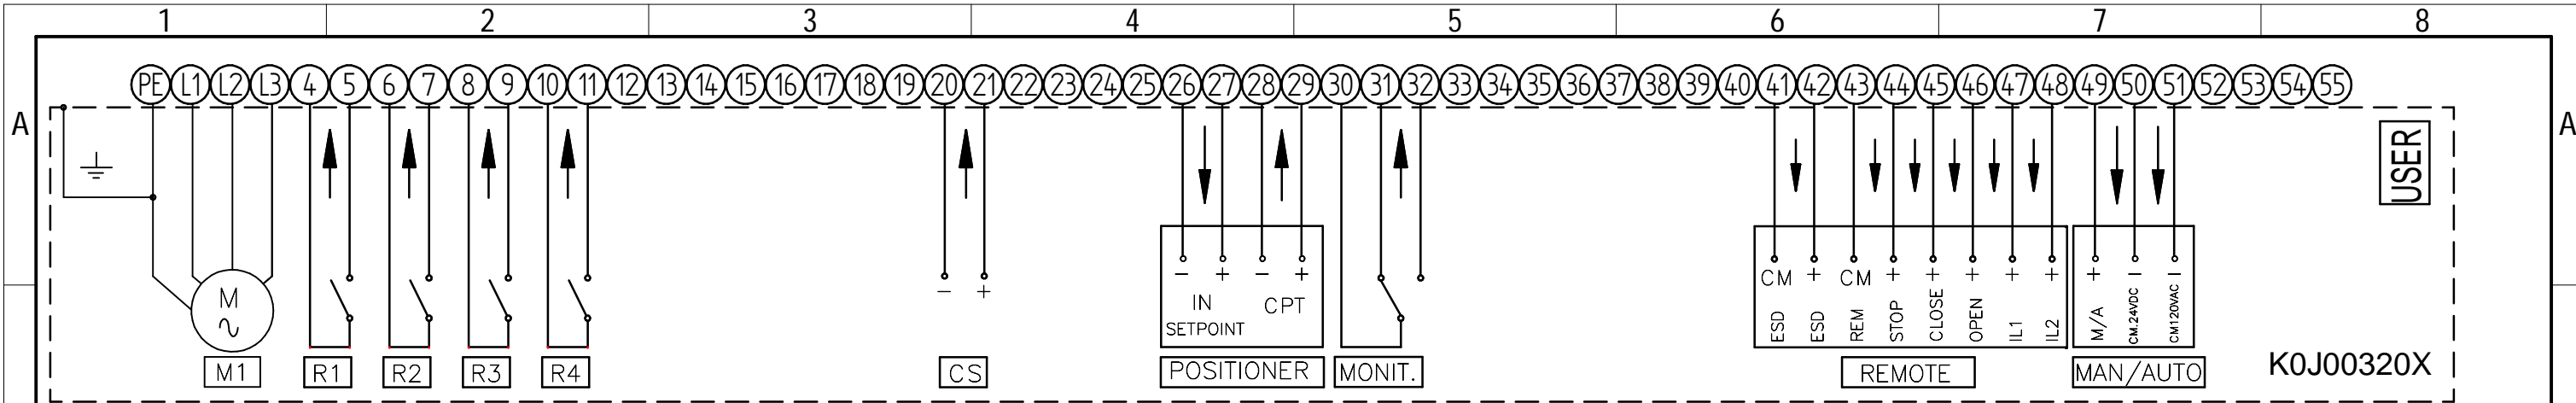 1 2 3 4 5 6 7 8
PE L1 L2 L3 4 5 6 7 8 9 10 11 12 13 14 15 16 17 18 19 20 21 22 23 24 25 26 27 28 29 30 31 32 33 34 35 36 37 38 39 40 41 42 43 44 45 46 47 48 49 50 51 52 53 54 55
A A
USER
− + − + − + CM + CM + + + + + + − −
M
IN CPT
SETPOINT
ESD ESD REM STOP CLOSE OPEN IL1 IL2 M/A CM.24VDC CM120VAC
M1 R1 R2 R3 R4 CS POSITIONER MONIT. REMOTE MAN/AUTO
K0J00320X